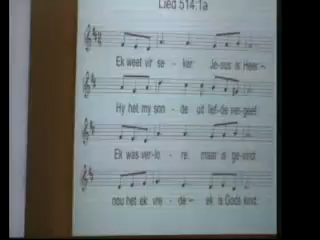 Lied 514:1a
Ek weet vir se - ker: Je-sus is Heer -
Hy het my son - de uit lief-de ver-geet
Ek was ver-lo - re maar is ge-vind
nou het ek vre - de - ek is Gods kind.